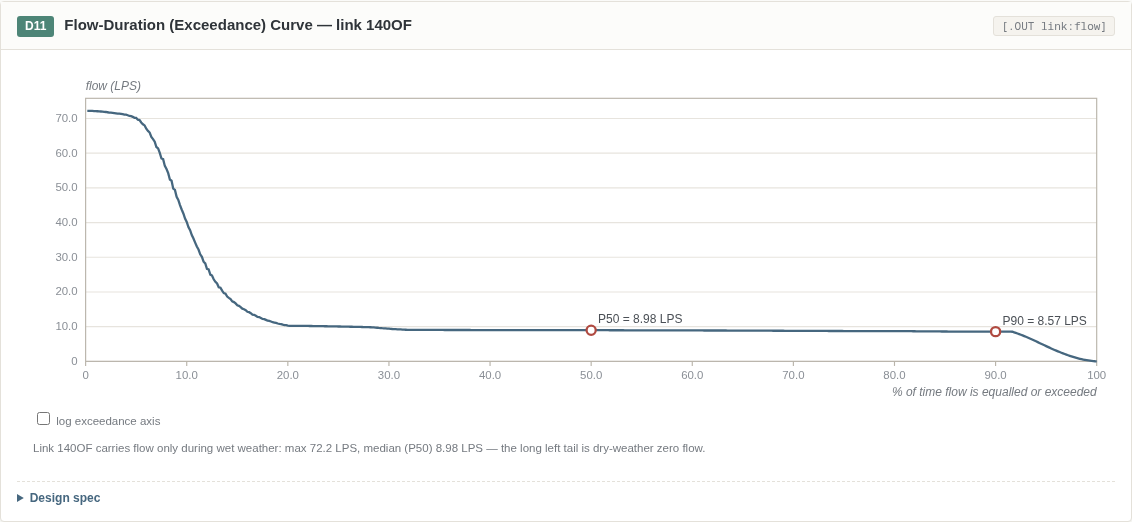 D11 Flow-Duration (Exceedance) Curve — link 140OF [.OUT link:flow]
flow (LPS)
70.0
60.0
50.0
40.0
30.0
20.0
10.0
0
P50 = 8.98 LPS
P90 = 8.57 LPS
0 10.0 20.0 30.0 40.0 50.0 60.0 70.0 80.0 90.0 100
% of time flow is equalled or exceeded
log exceedance axis
Link 140OF carries flow only during wet weather: max 72.2 LPS, median (P50) 8.98 LPS — the long left tail is dry-weather zero flow.
Design spec